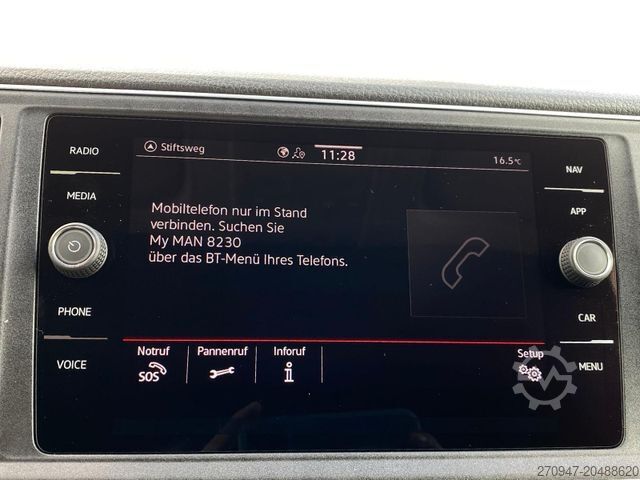 RADIO
MEDIA
PHONE
VOICE
Stiftsweg
11:28
16.5°C
Mobiltelefon nur im Stand
verbinden. Suchen Sie
My MAN 8230
über das BT-Menü Ihres Telefons.
Notruf
SOS
Pannenruf
Inforuf
Setup
NAV
APP
CAR
MENU
270947-20488620